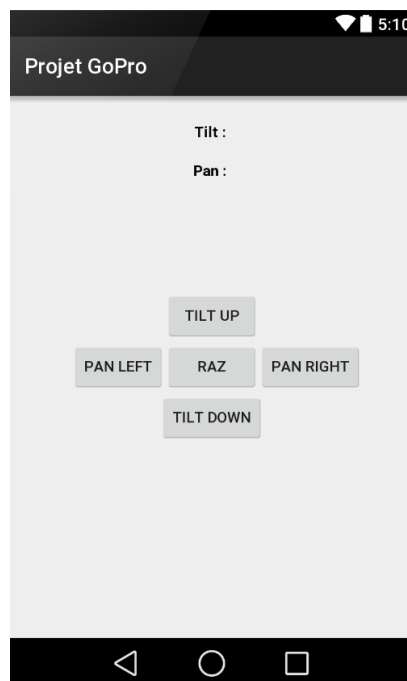 5:10
Projet GoPro
Tilt :
Pan :
TILT UP
PAN LEFT RAZ PAN RIGHT
TILT DOWN